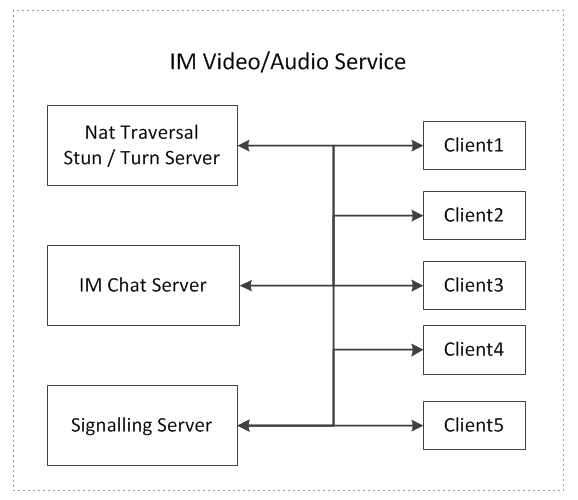 IM Video/Audio Service
Nat Traversal
Stun / Turn Server
Client1
Client2
IM Chat Server
Client3
Client4
Signalling Server
Client5